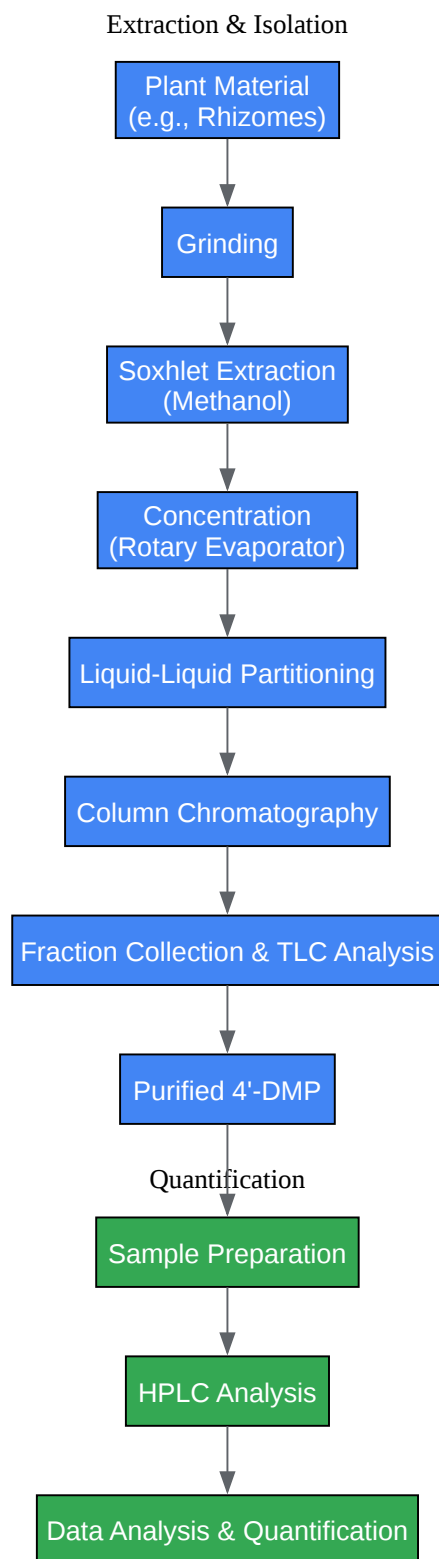 Extraction & Isolation
Plant Material
(e.g., Rhizomes)
Grinding
Soxhlet Extraction
(Methanol)
Concentration
(Rotary Evaporator)
Liquid-Liquid Partitioning
Column Chromatography
Fraction Collection & TLC Analysis
Purified 4'-DMP
Quantification
Sample Preparation
HPLC Analysis
Data Analysis & Quantification